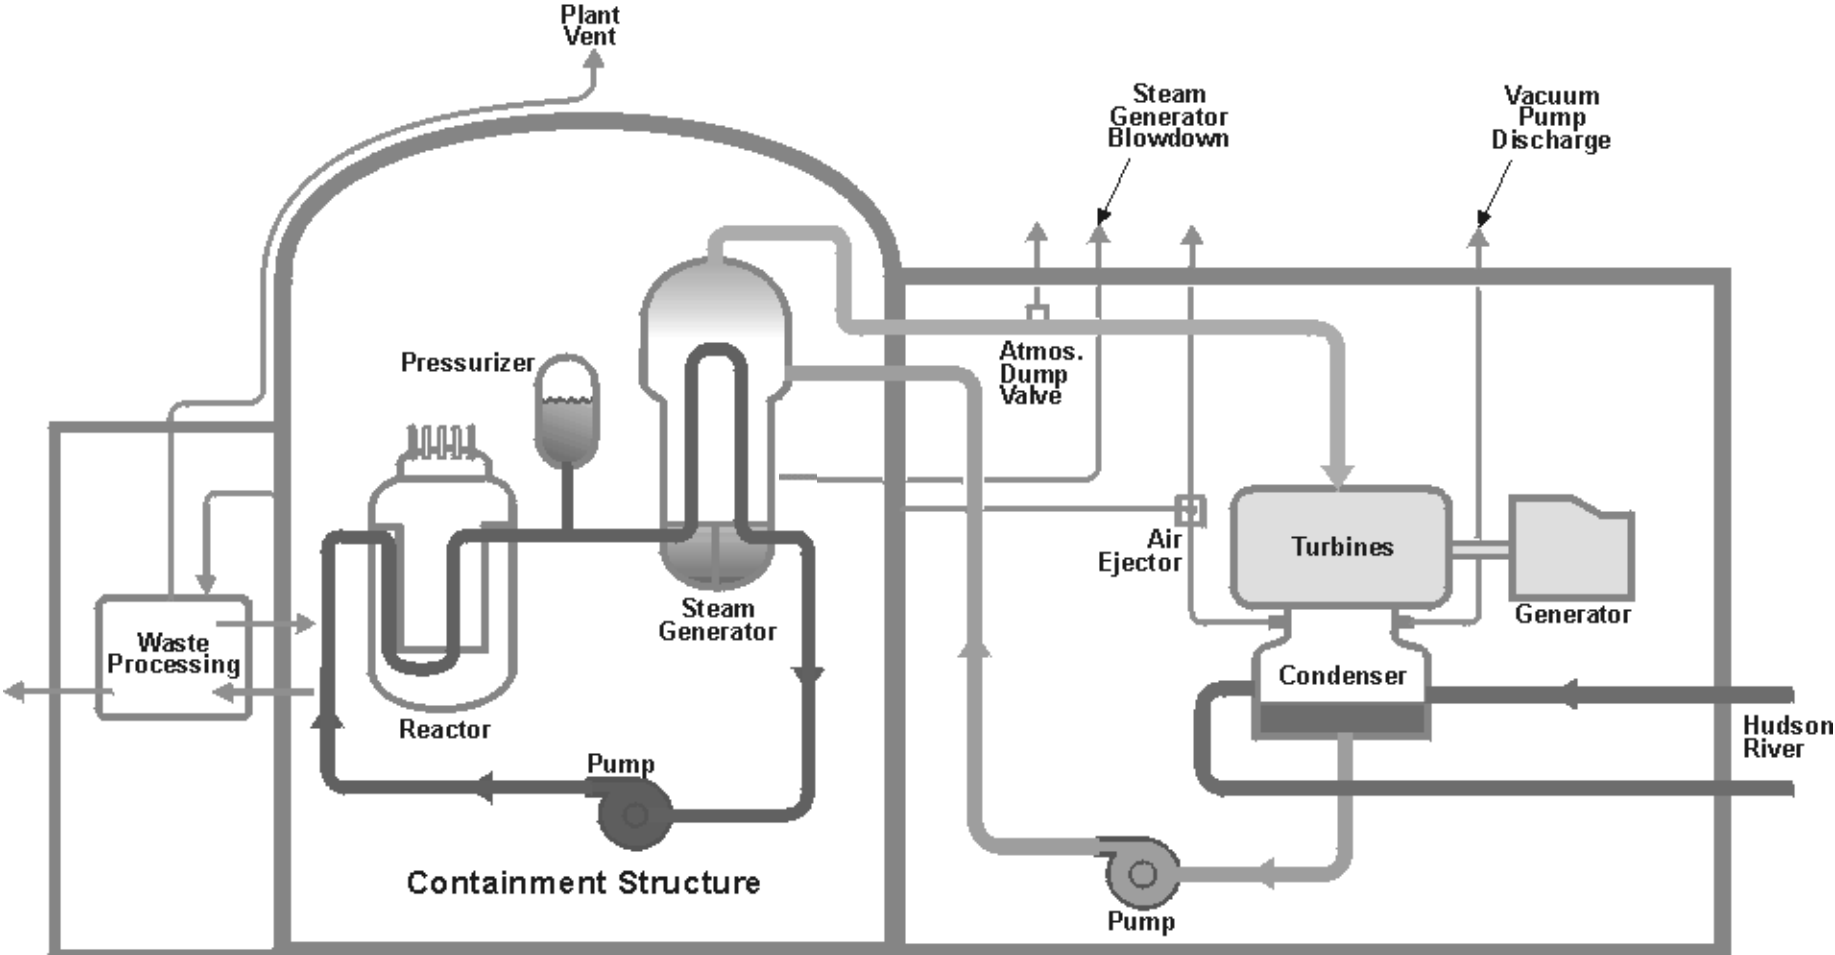 Plant
Vent
Steam
Generator
Blowdown
Vacuum
Pump
Discharge
Pressurizer
Atmos.
Dump
Valve
Air
Ejector
Turbines
Generator
Steam
Generator
Waste
Processing
Condenser
Reactor
Hudson
River
Pump
Containment Structure
Pump